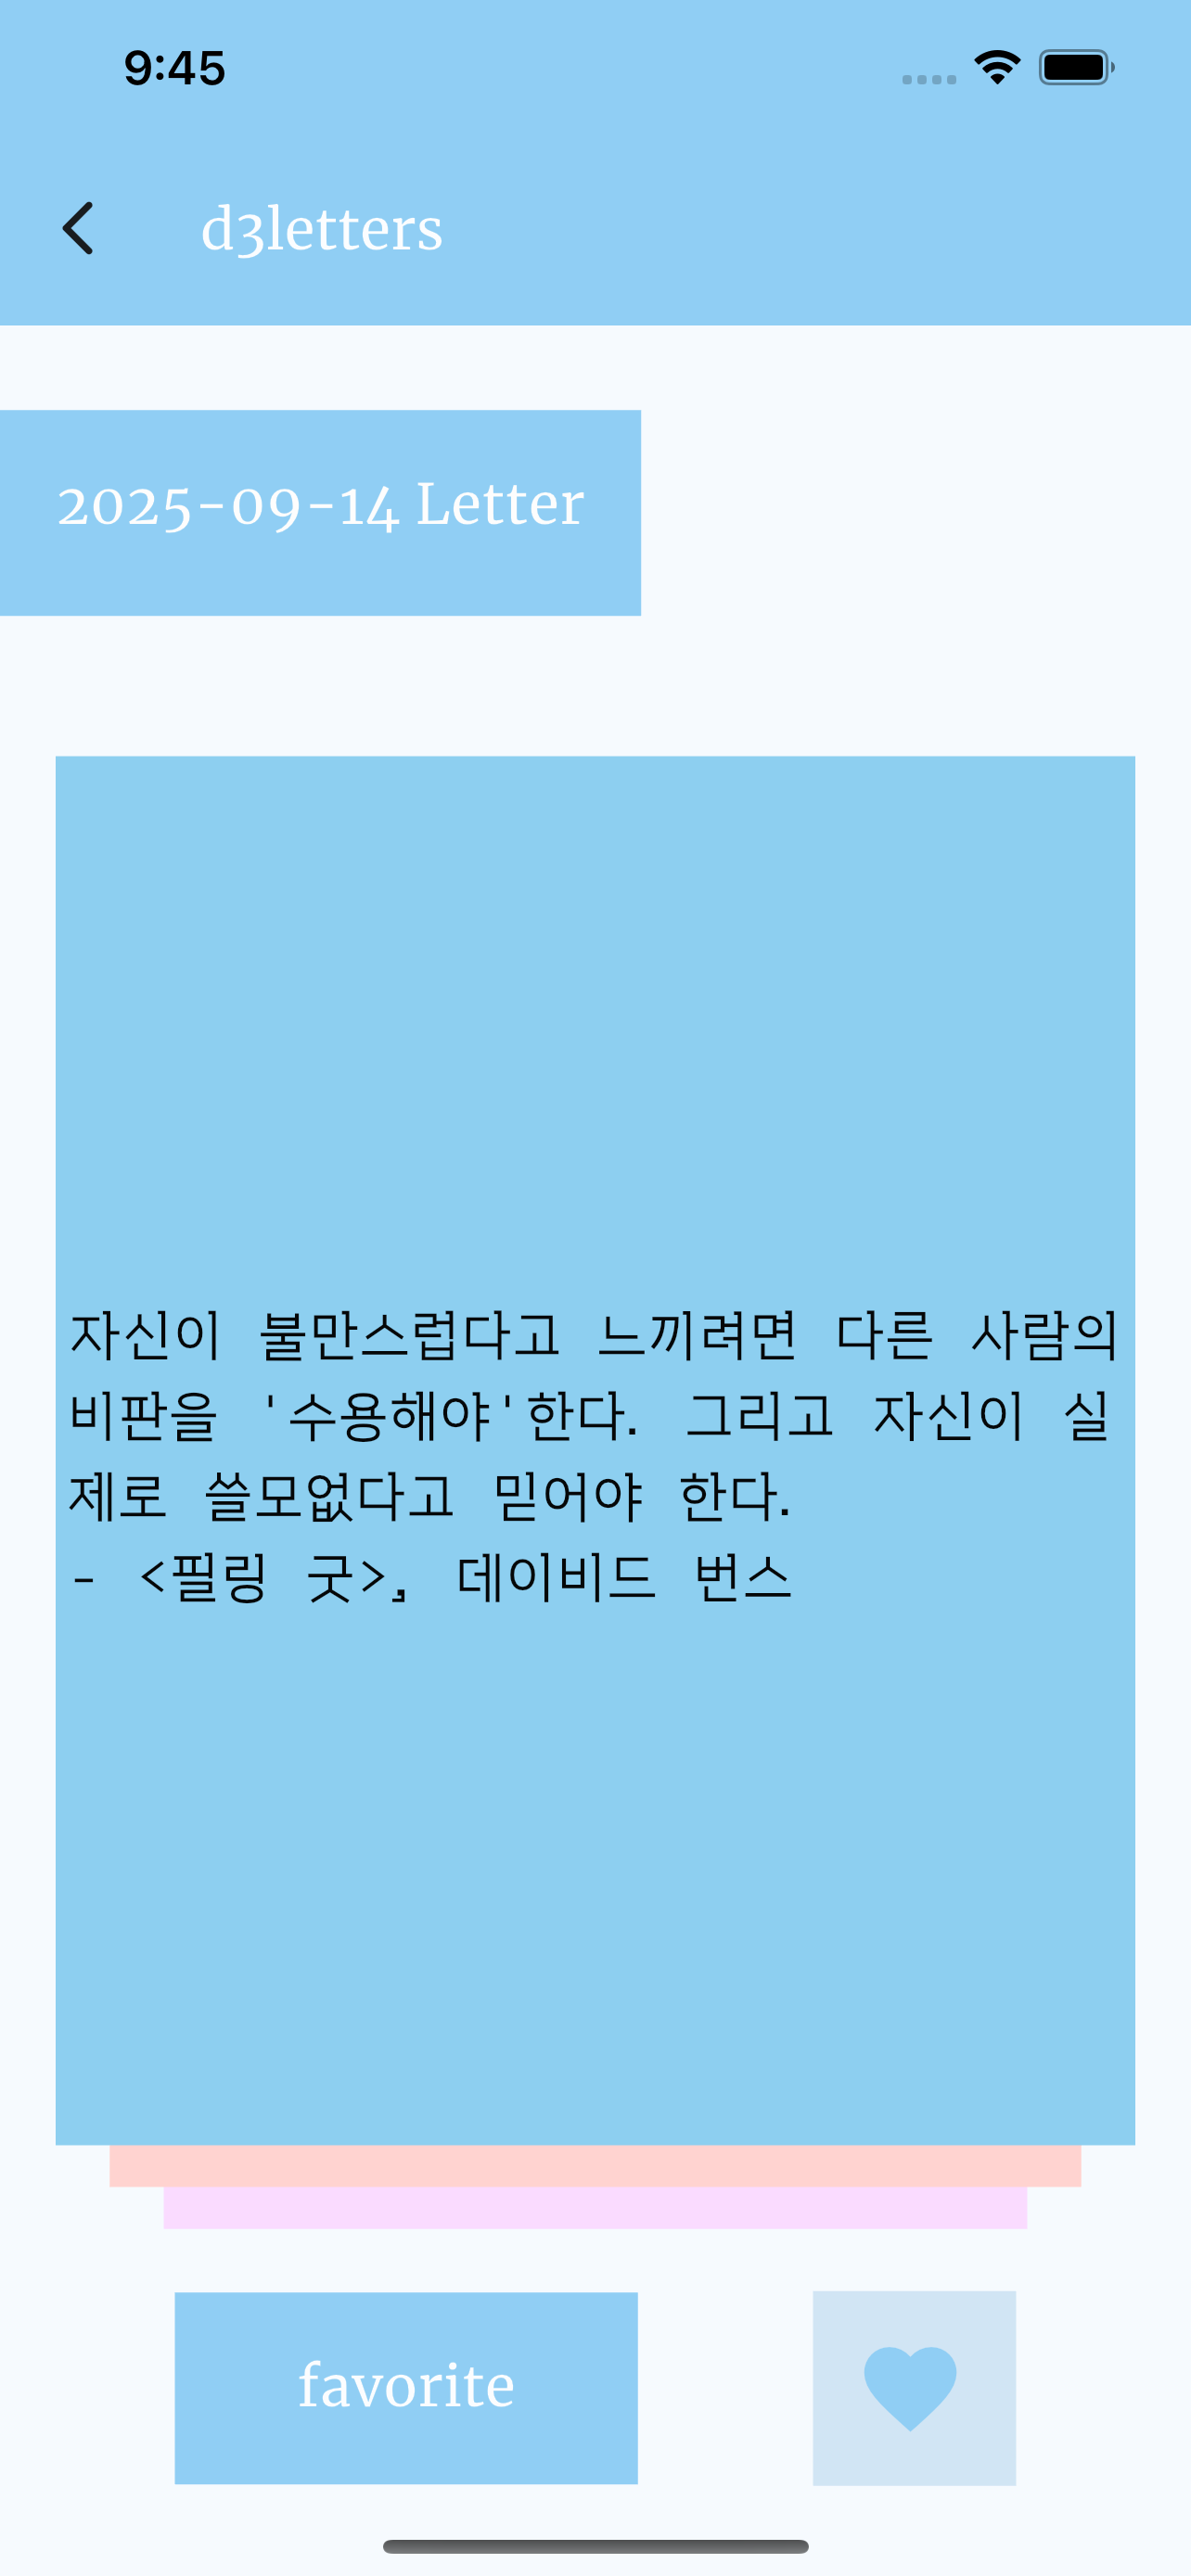 9:45
d3letters
2025-09-14 Letter
자신이 불만스럽다고 느끼려면 다른 사람의
비판을 '수용해야'한다. 그리고 자신이 실
제로 쓸모없다고 믿어야 한다.
- <필링 굿>, 데이비드 번스
favorite